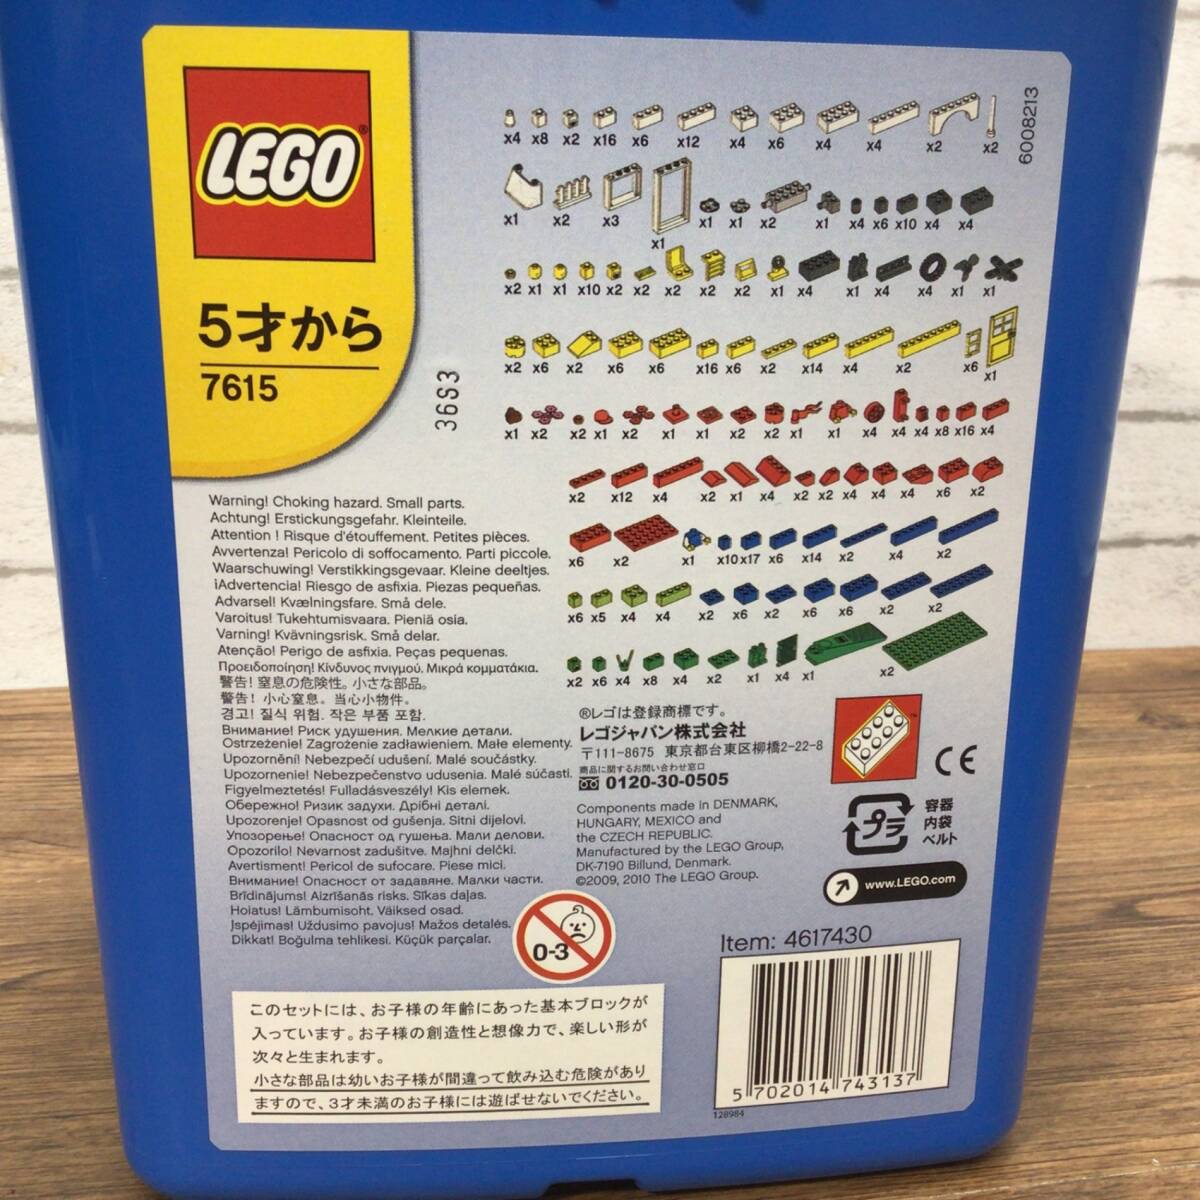 LEGO
5才から
7615
36S3
6008213
x4 x8 x2 x16 x6 x12 x4 x6 x4 x4 x2 x2
x1 x2 x3 x1 x1 x1 x2 x1 x4 x6 x10 x4 x4
x2 x1 x1 x10 x2 x2 x2 x2 x2 x1 x4 x1 x4 x4 x1 x1
x2 x6 x2 x6 x6 x16 x6 x2 x14 x4 x2 x6 x1
x1 x2 x2 x1 x2 x1 x1 x2 x2 x1 x1 x4 x4 x4 x8 x16 x4
x2 x12 x4 x2 x1 x4 x2 x2 x4 x4 x4 x6 x2
x6 x2 x1 x10 x17 x6 x14 x2 x4 x2
x6 x5 x4 x4 x2 x6 x2 x6 x6 x2 x2
x2 x6 x4 x8 x4 x2 x1 x4 x1 x2
Warning! Choking hazard. Small parts.
Achtung! Erstickungsgefahr. Kleinteile.
Attention ! Risque d'étouffement. Petites pièces.
Avvertenza! Pericolo di soffocamento. Parti piccole.
Waarschuwing! Verstikkingsgevaar. Kleine deeltjes.
¡Advertencia! Riesgo de asfixia. Piezas pequeñas.
Advarsel! Kvælningsfare. Små dele.
Varoitus! Tukehtumisvaara. Pieniä osia.
Varning! Kvävningsrisk. Små delar.
Atenção! Perigo de asfixia. Peças pequenas.
Προειδοποίηση! Κίνδυνος πνιγμού. Μικρά κομματάκια.
警告! 窒息の危険性。小さな部品。
警告! 小心窒息。当心小物件。
경고! 질식 위험. 작은 부품 포함.
Внимание! Риск удушения. Мелкие детали.
Ostrzeżenie! Zagrożenie zadławieniem. Małe elementy.
Upozornění! Nebezpečí udušení. Malé součástky.
Upozornenie! Nebezpečenstvo udusenia. Malé súčasti.
Figyelmeztetés! Fulladásveszély! Kis elemek.
Обережно! Ризик задухи. Дрібні деталі.
Upozorenje! Opasnost od gušenja. Sitni dijelovi.
Упозорење! Опасност од гушења. Мали делови.
Opozorilo! Nevarnost zadušitve. Majhni delčki.
Avertisment! Pericol de sufocare. Piese mici.
Внимание! Опасност от задавяне. Малки части.
Brīdinājums! Aizrīšanās risks. Sīkas daļas.
Hoiatus! Lämbumisoht. Väiksed osad.
Įspėjimas! Uždusimo pavojus! Mažos detalės.
Dikkat! Boğulma tehlikesi. Küçük parçalar.
®レゴは登録商標です。
レゴジャパン株式会社
〒111-8675 東京都台東区柳橋2-22-8
商品に関するお問い合わせ窓口
0120-30-0505
Components made in DENMARK,
HUNGARY, MEXICO and
the CZECH REPUBLIC.
Manufactured by the LEGO Group,
DK-7190 Billund, Denmark.
©2009, 2010 The LEGO Group.
CE
プラ
容器
内袋
ベルト
www.LEGO.com
0-3
Item: 4617430
5 702014 743137
128984
このセットには、お子様の年齢にあった基本ブロックが
入っています。お子様の創造性と想像力で、楽しい形が
次々と生まれます。
小さな部品は幼いお子様が間違って飲み込む危険があり
ますので、3才未満のお子様には遊ばせないでください。